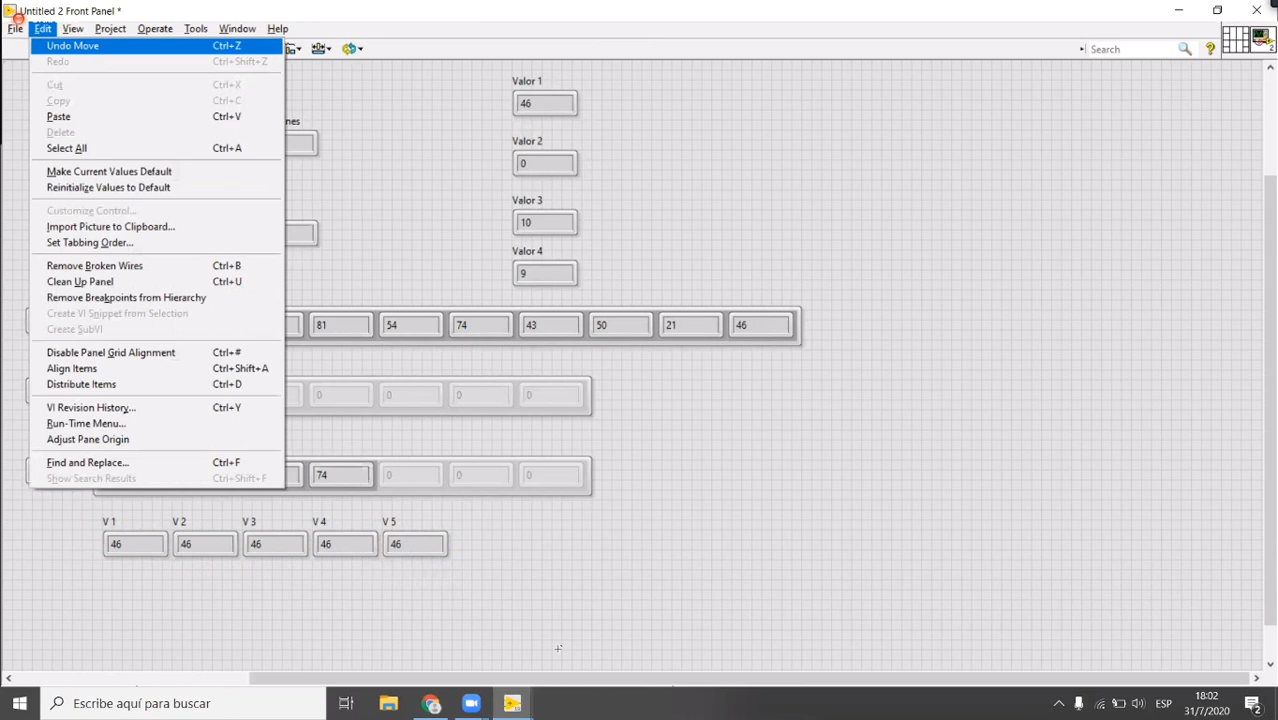 Untitled 2 Front Panel *
File Edit View Project Operate Tools Window Help
Search
2
Undo Move Ctrl+Z
Redo Ctrl+Shift+Z
Cut Ctrl+X
Copy Ctrl+C
Paste Ctrl+V
Delete
Select All Ctrl+A
Make Current Values Default
Reinitialize Values to Default
Customize Control...
Import Picture to Clipboard...
Set Tabbing Order...
Remove Broken Wires Ctrl+B
Clean Up Panel Ctrl+U
Remove Breakpoints from Hierarchy
Create VI Snippet from Selection
Create SubVI
Disable Panel Grid Alignment Ctrl+#
Align Items Ctrl+Shift+A
Distribute Items Ctrl+D
VI Revision History... Ctrl+Y
Run-Time Menu...
Adjust Pane Origin
Find and Replace... Ctrl+F
Show Search Results Ctrl+Shift+F
nes
Valor 1
46
Valor 2
0
Valor 3
10
Valor 4
9
81 54 74 43 50 21 46
0 0 0 0
74 0 0 0
V 1 V 2 V 3 V 4 V 5
46 46 46 46 46
Escribe aquí para buscar
ESP
18:02
31/7/2020
2